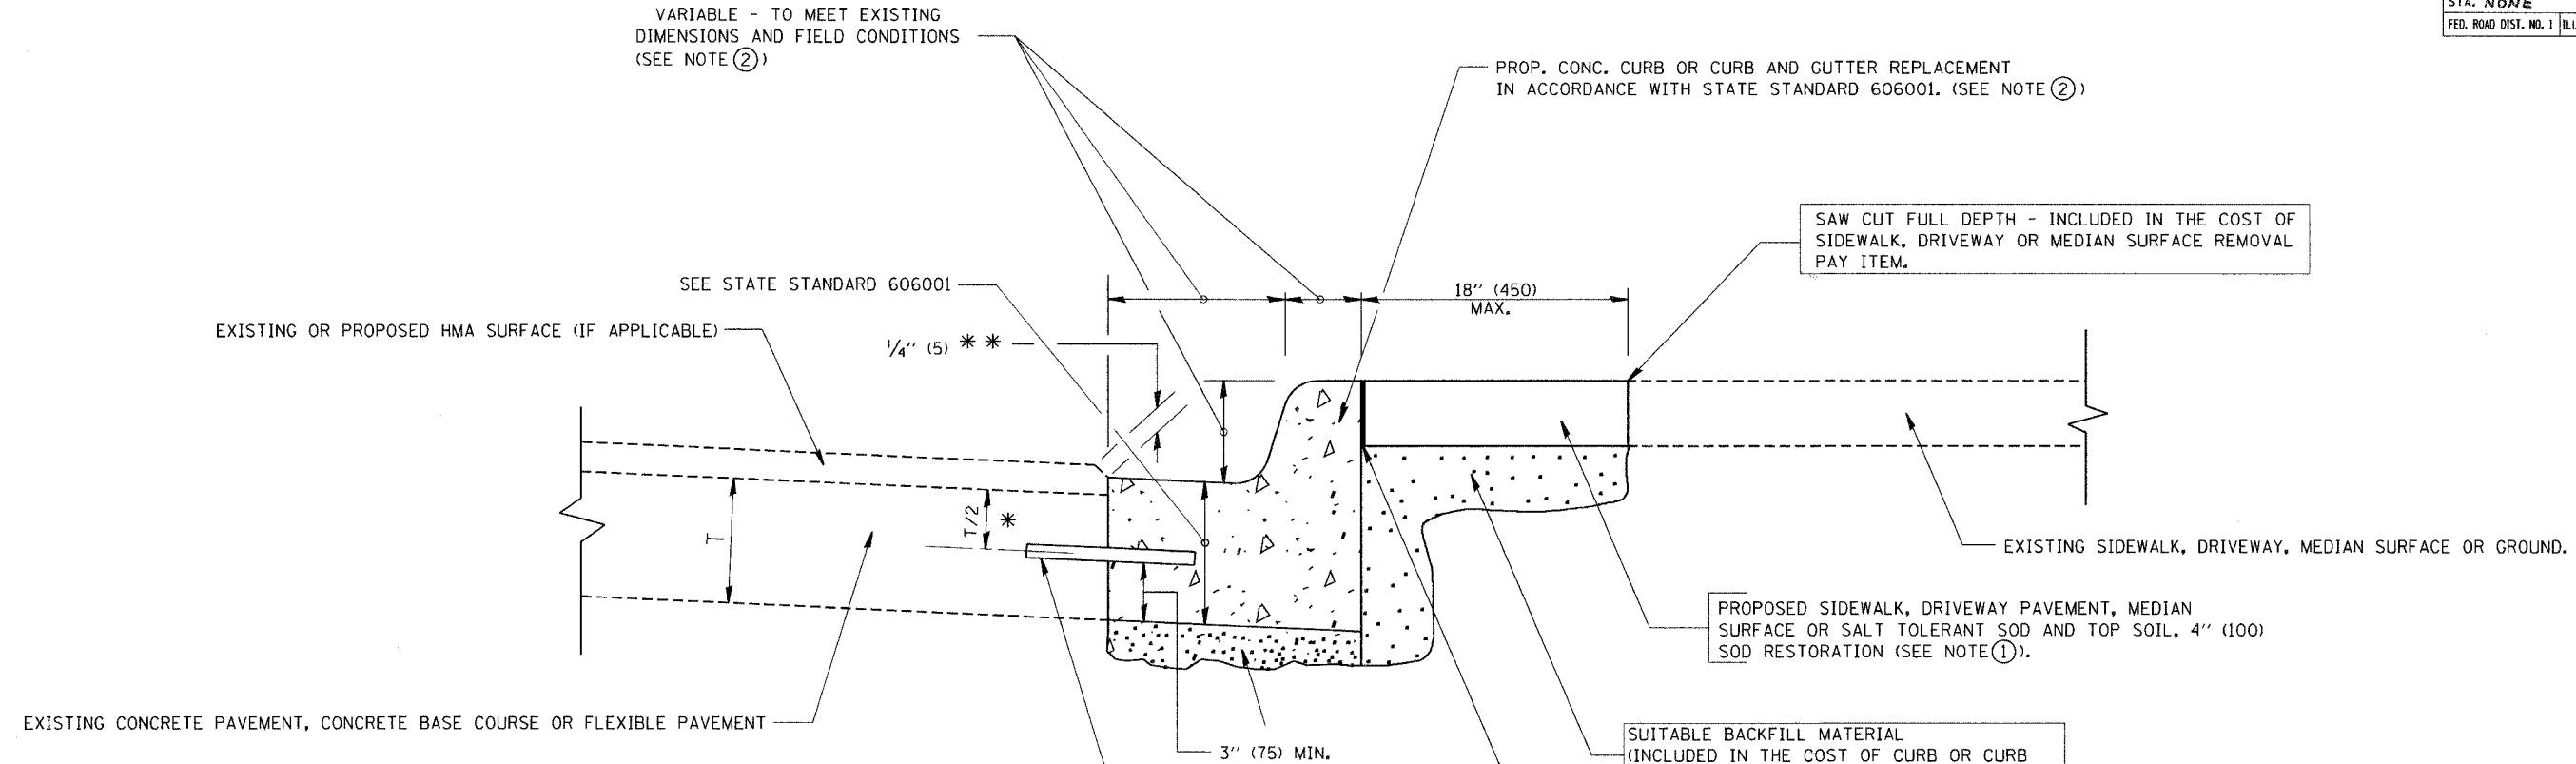 VARIABLE - TO MEET EXISTING
DIMENSIONS AND FIELD CONDITIONS
(SEE NOTE ②)
STA. NONE
FED. ROAD DIST. NO. 1 ILL
PROP. CONC. CURB OR CURB AND GUTTER REPLACEMENT
IN ACCORDANCE WITH STATE STANDARD 606001. (SEE NOTE ②)
SAW CUT FULL DEPTH - INCLUDED IN THE COST OF
SIDEWALK, DRIVEWAY OR MEDIAN SURFACE REMOVAL
PAY ITEM.
SEE STATE STANDARD 606001
18" (450)
MAX.
EXISTING OR PROPOSED HMA SURFACE (IF APPLICABLE)
1/4" (5) * *
T
T/2
*
EXISTING SIDEWALK, DRIVEWAY, MEDIAN SURFACE OR GROUND.
PROPOSED SIDEWALK, DRIVEWAY PAVEMENT, MEDIAN
SURFACE OR SALT TOLERANT SOD AND TOP SOIL, 4" (100)
SOD RESTORATION (SEE NOTE ①).
EXISTING CONCRETE PAVEMENT, CONCRETE BASE COURSE OR FLEXIBLE PAVEMENT
3" (75) MIN.
SUITABLE BACKFILL MATERIAL
(INCLUDED IN THE COST OF CURB OR CURB